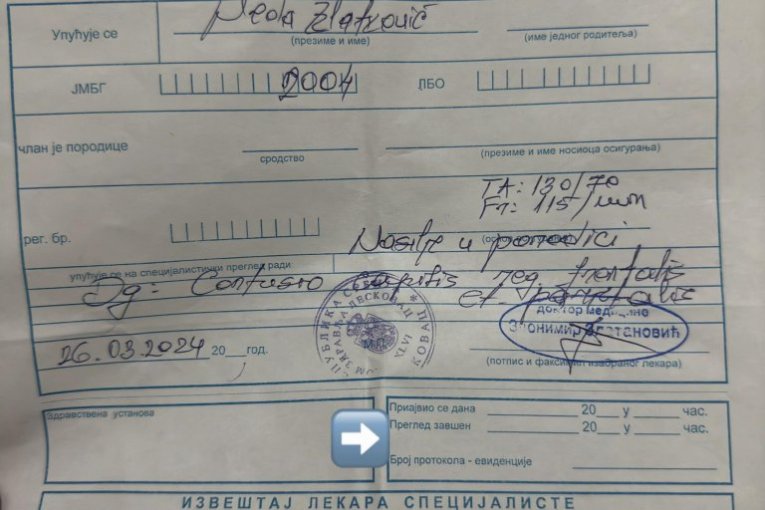 Упућује се Neda Zlatković
(презиме и име) (име једног родитеља)
ЈМБГ 2004 ЛБО
члан је породице
сродство (презиме и име носиоца осигурања)
TA: 130/70
Fr: 115/min
рег. бр.
Nasilje u porodici
упућује се на специјалистички преглед ради
Dg: Contusio capitis reg. frontalis
et
доктор медицине
Златановић
26.03.2024 20__год.
М.П.
(потпис и факсимил изабраног лекара)
Здравствена установа
Пријавио се дана 20 у час.
Преглед завшен 20 у час.
Број протокола - евиденције
ИЗВЕШТАЈ ЛЕКАРА СПЕЦИЈАЛИСТЕ